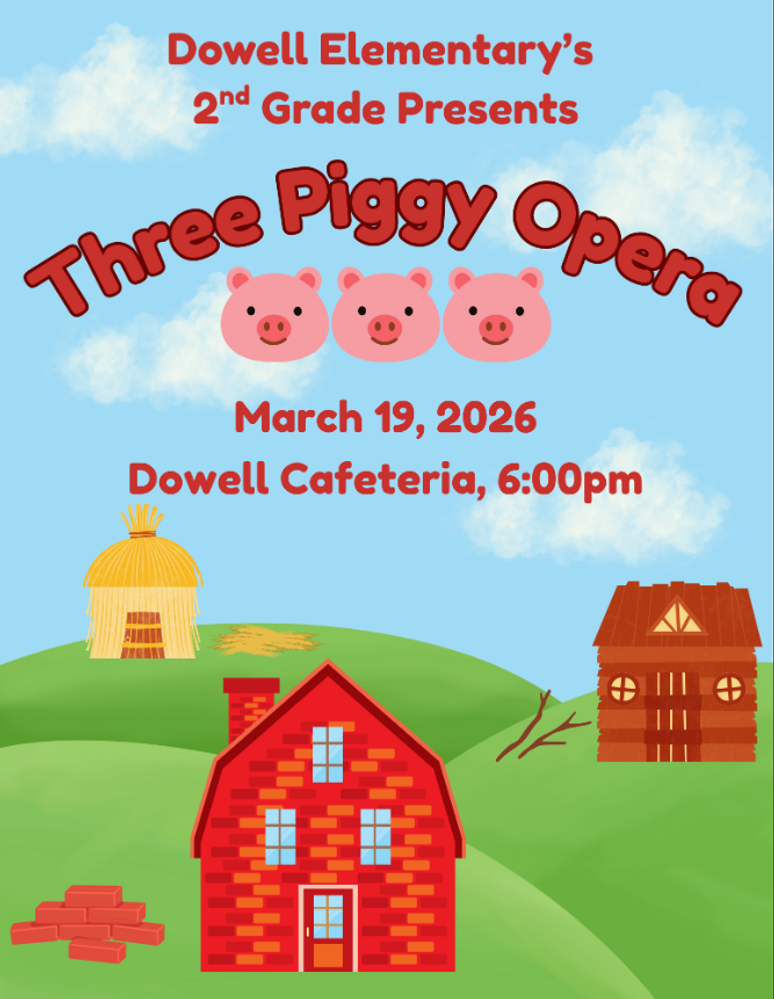 Dowell Elementary’s
2nd Grade Presents
Three Piggy Opera
March 19, 2026
Dowell Cafeteria, 6:00pm